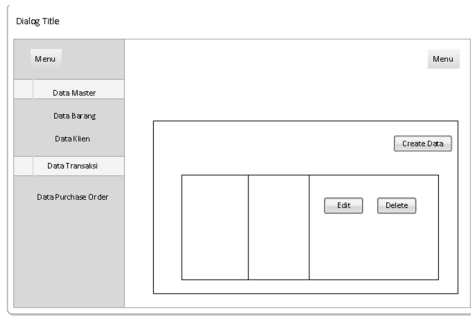 Dialog Title
Menu
Menu
Data Master
Data Barang
Data Klien
Create Data
Data Transaksi
Data Purchase Order
Edit
Delete